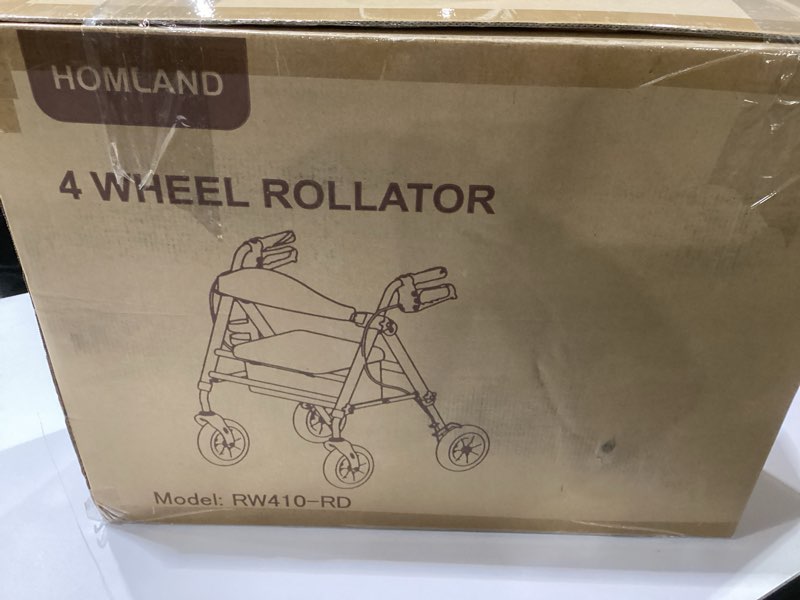 HOMLAND
4 WHEEL ROLLATOR
Model: RW410-RD